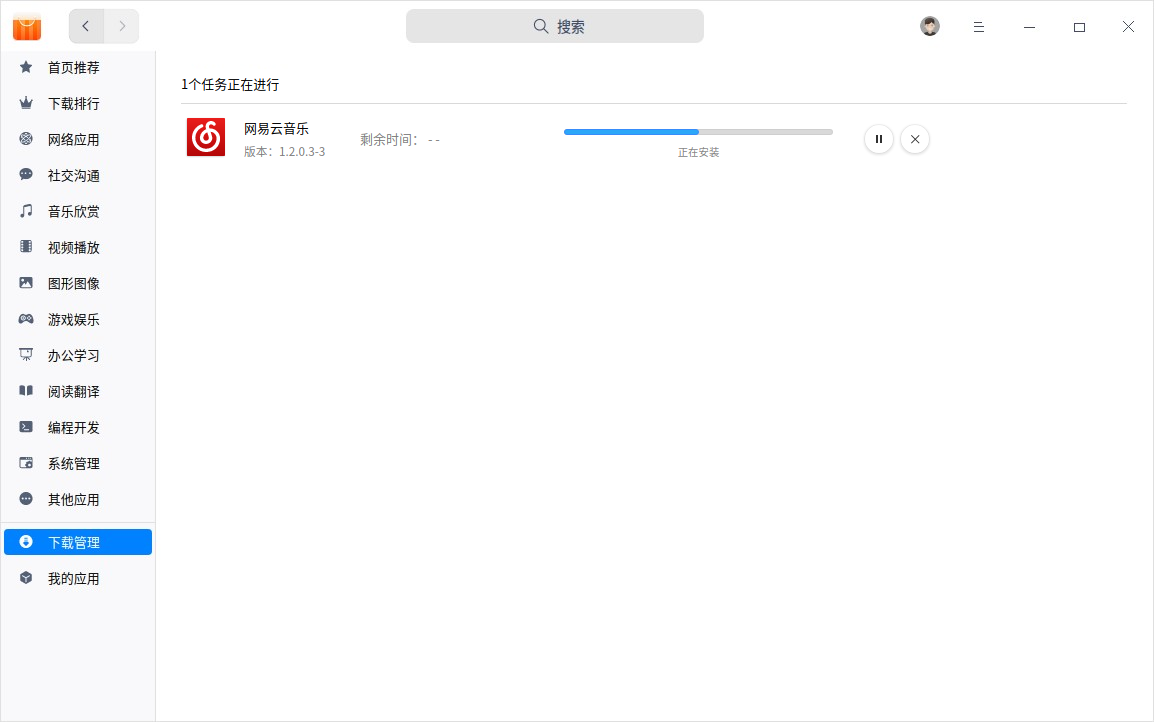 搜索
首页推荐
下载排行
网络应用
社交沟通
音乐欣赏
视频播放
图形图像
游戏娱乐
办公学习
阅读翻译
编程开发
系统管理
其他应用
下载管理
我的应用
1个任务正在进行
网易云音乐
版本：1.2.0.3-3
剩余时间： - -
正在安装